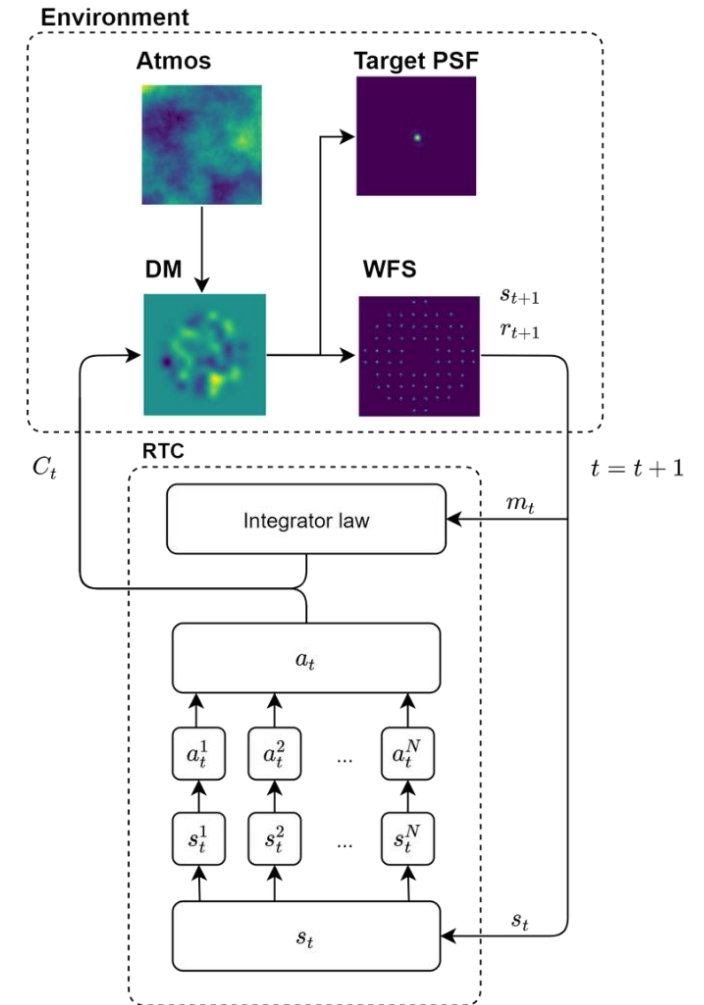 Environment
Atmos
Target PSF
DM
WFS
s_{t+1}
r_{t+1}
RTC
C_t
t = t + 1
m_t
Integrator law
a_t
a_t^1 a_t^2 ... a_t^N
s_t^1 s_t^2 ... s_t^N
s_t
s_t